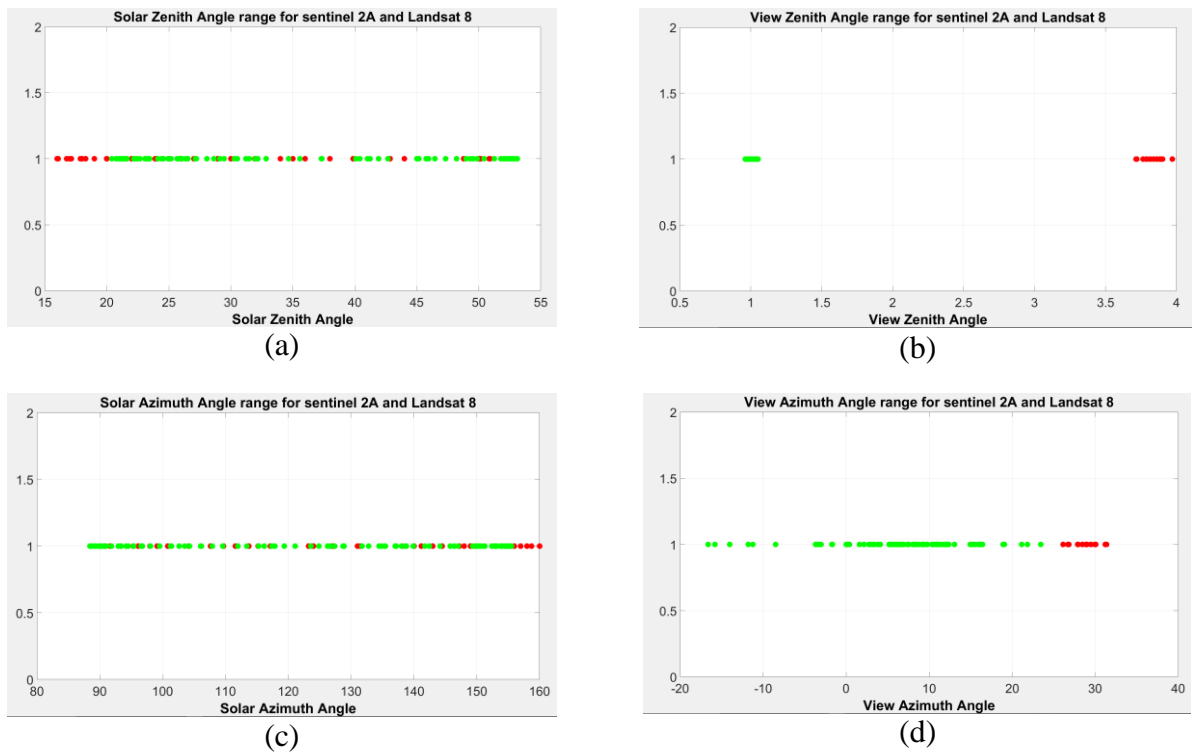 Solar Zenith Angle range for sentinel 2A and Landsat 8
2
1.5
1
0.5
0
15 20 25 30 35 40 45 50 55
Solar Zenith Angle
(a)
View Zenith Angle range for sentinel 2A and Landsat 8
2
1.5
1
0.5
0
0.5 1 1.5 2 2.5 3 3.5 4
View Zenith Angle
(b)
Solar Azimuth Angle range for sentinel 2A and Landsat 8
2
1.5
1
0.5
0
80 90 100 110 120 130 140 150 160
Solar Azimuth Angle
(c)
View Azimuth Angle range for sentinel 2A and Landsat 8
2
1.5
1
0.5
0
-20 -10 0 10 20 30 40
View Azimuth Angle
(d)